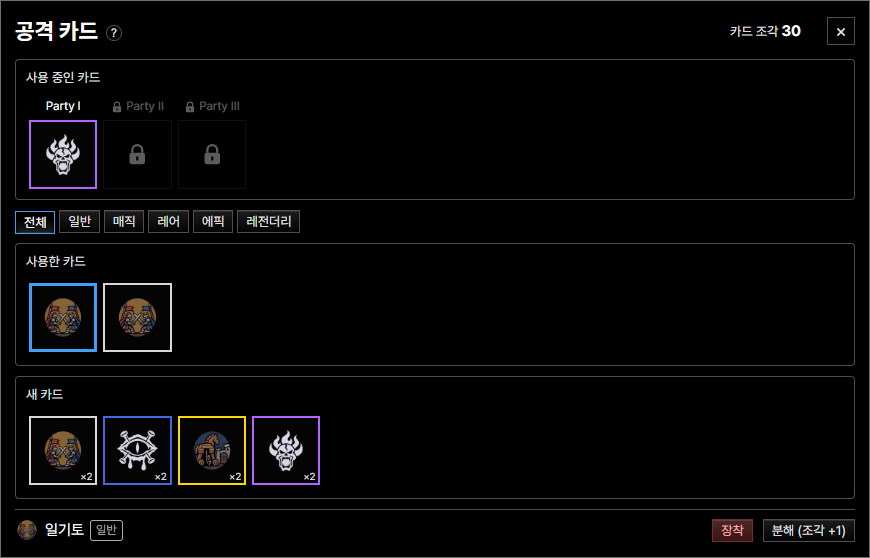 공격 카드 ?
카드 조각 30
×
사용 중인 카드
Party I
Party II
Party III
전체
일반
매직
레어
에픽
레전더리
사용한 카드
새 카드
×2
×2
×2
×2
일기토
일반
장착
분해 (조각 +1)